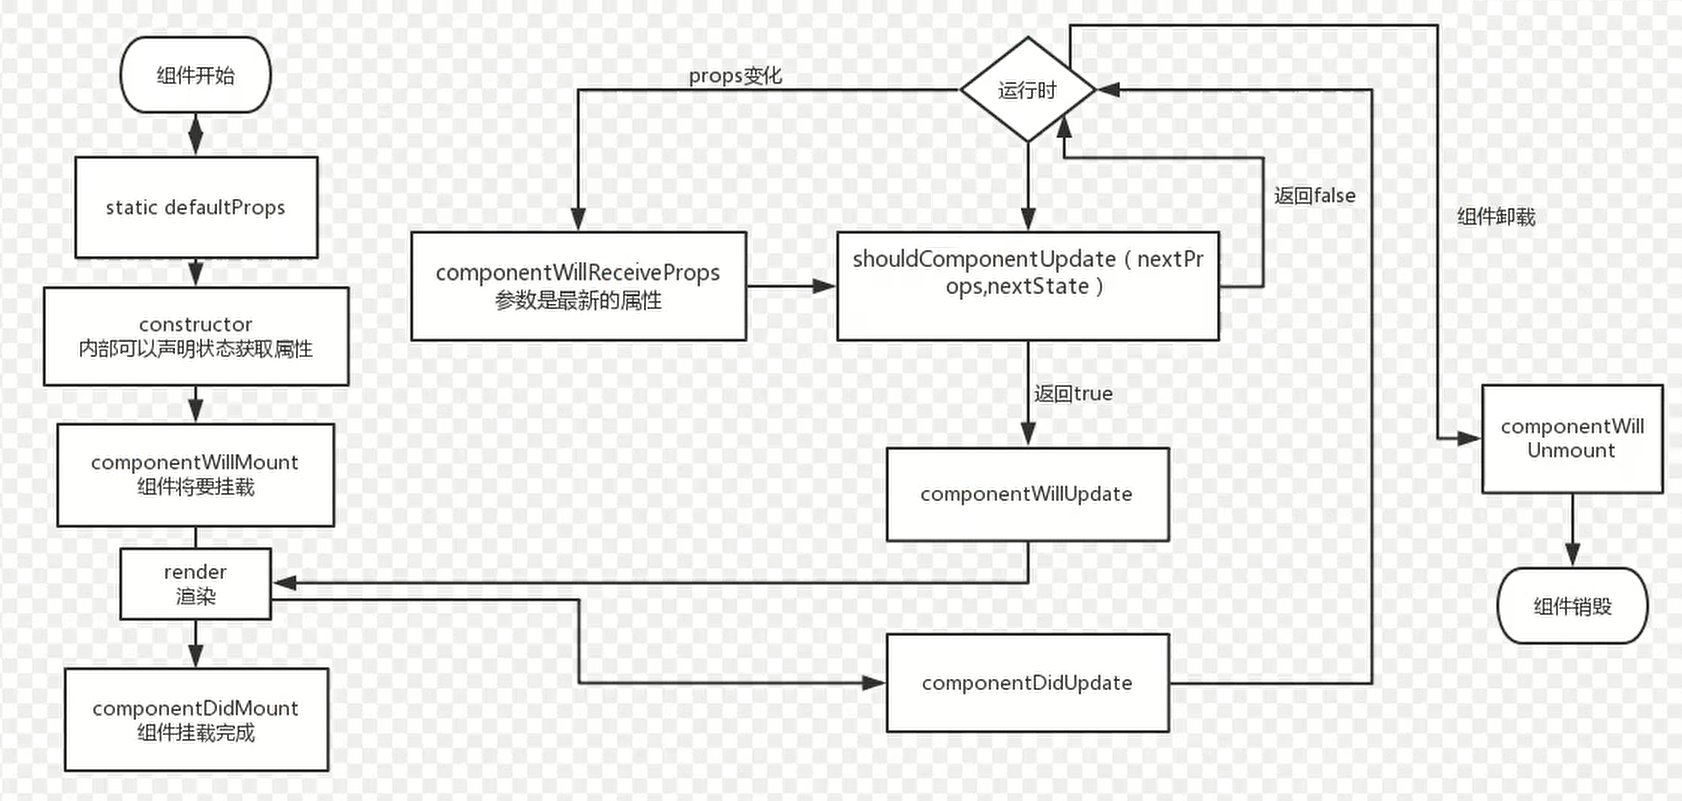 组件开始
static defaultProps
constructor
内部可以声明状态获取属性
componentWillMount
组件将要挂载
render
渲染
componentDidMount
组件挂载完成
props变化
运行时
componentWillReceiveProps
参数是最新的属性
shouldComponentUpdate（nextPr
ops,nextState）
返回false
返回true
componentWillUpdate
componentDidUpdate
组件卸载
componentWill
Unmount
组件销毁